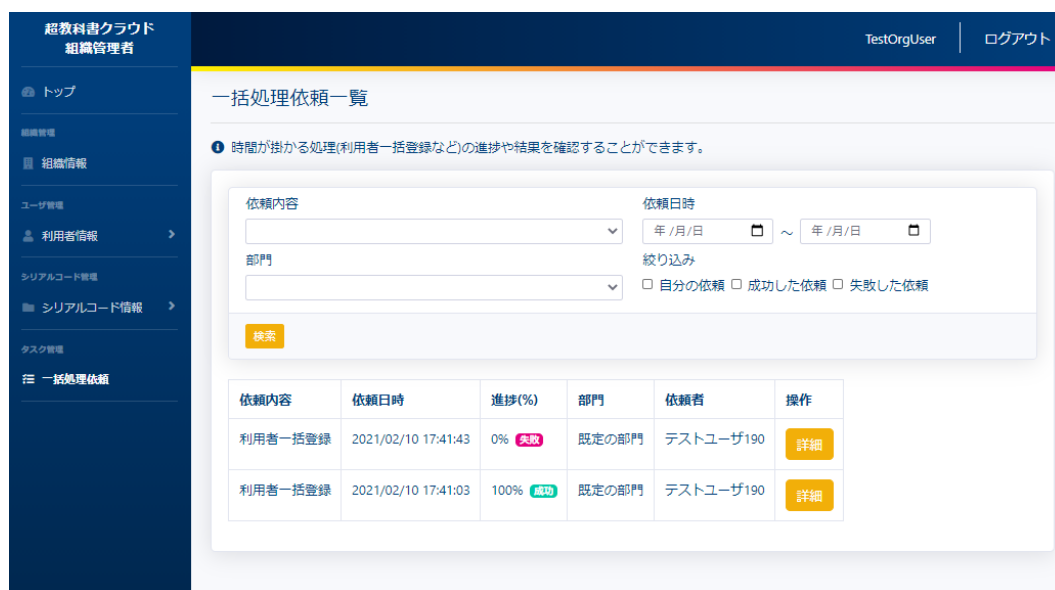 超教科書クラウド
組織管理者
TestOrgUser
ログアウト
トップ
組織管理
組織情報
ユーザ管理
利用者情報
シリアルコード管理
シリアルコード情報
タスク管理
一括処理依頼
一括処理依頼一覧
時間が掛かる処理(利用者一括登録など)の進捗や結果を確認することができます。
依頼内容 依頼日時
年 /月/日 ～ 年 /月/日
部門 絞り込み
自分の依頼 成功した依頼 失敗した依頼
検索
依頼内容 依頼日時 進捗(%) 部門 依頼者 操作
利用者一括登録 2021/02/10 17:41:43 0% 失敗 既定の部門 テストユーザ190 詳細
利用者一括登録 2021/02/10 17:41:03 100% 成功 既定の部門 テストユーザ190 詳細